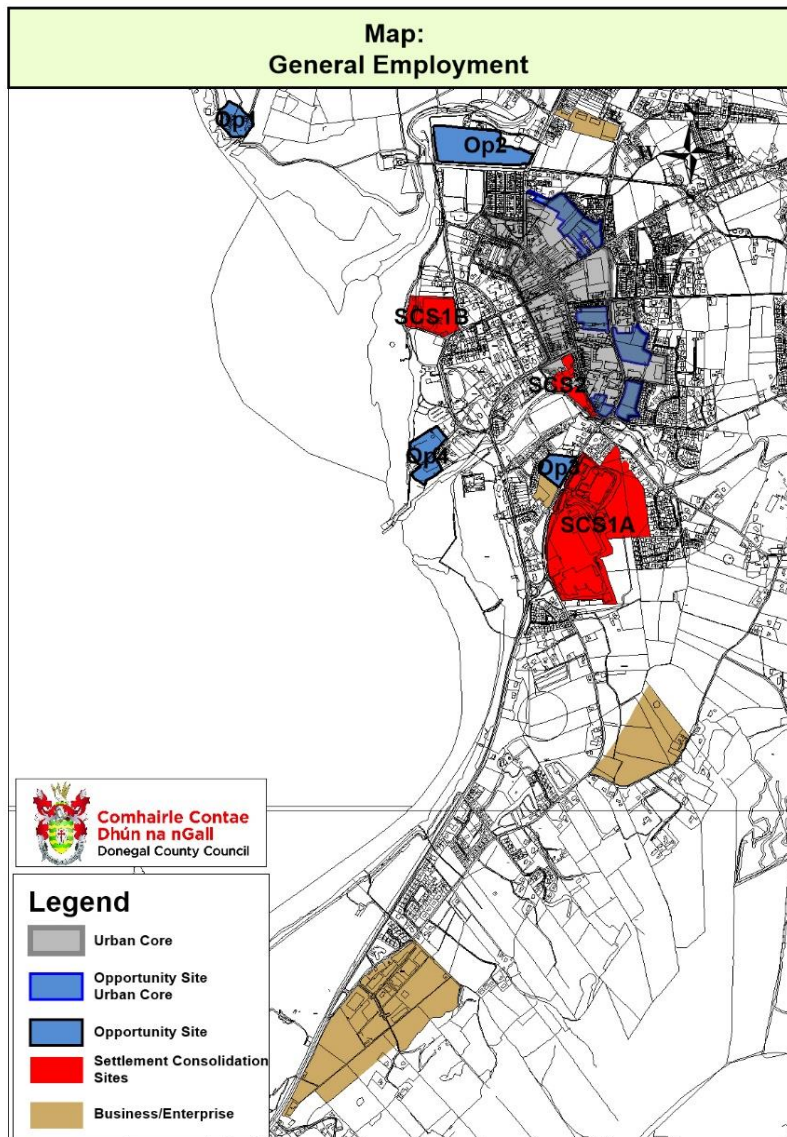 Map:
General Employment
Op1
Op2
SCS1B
SCS2
Op4
Op3
SCS1A
Comhairle Contae
Dhún na nGall
Donegal County Council
Legend
Urban Core
Opportunity Site
Urban Core
Opportunity Site
Settlement Consolidation
Sites
Business/Enterprise